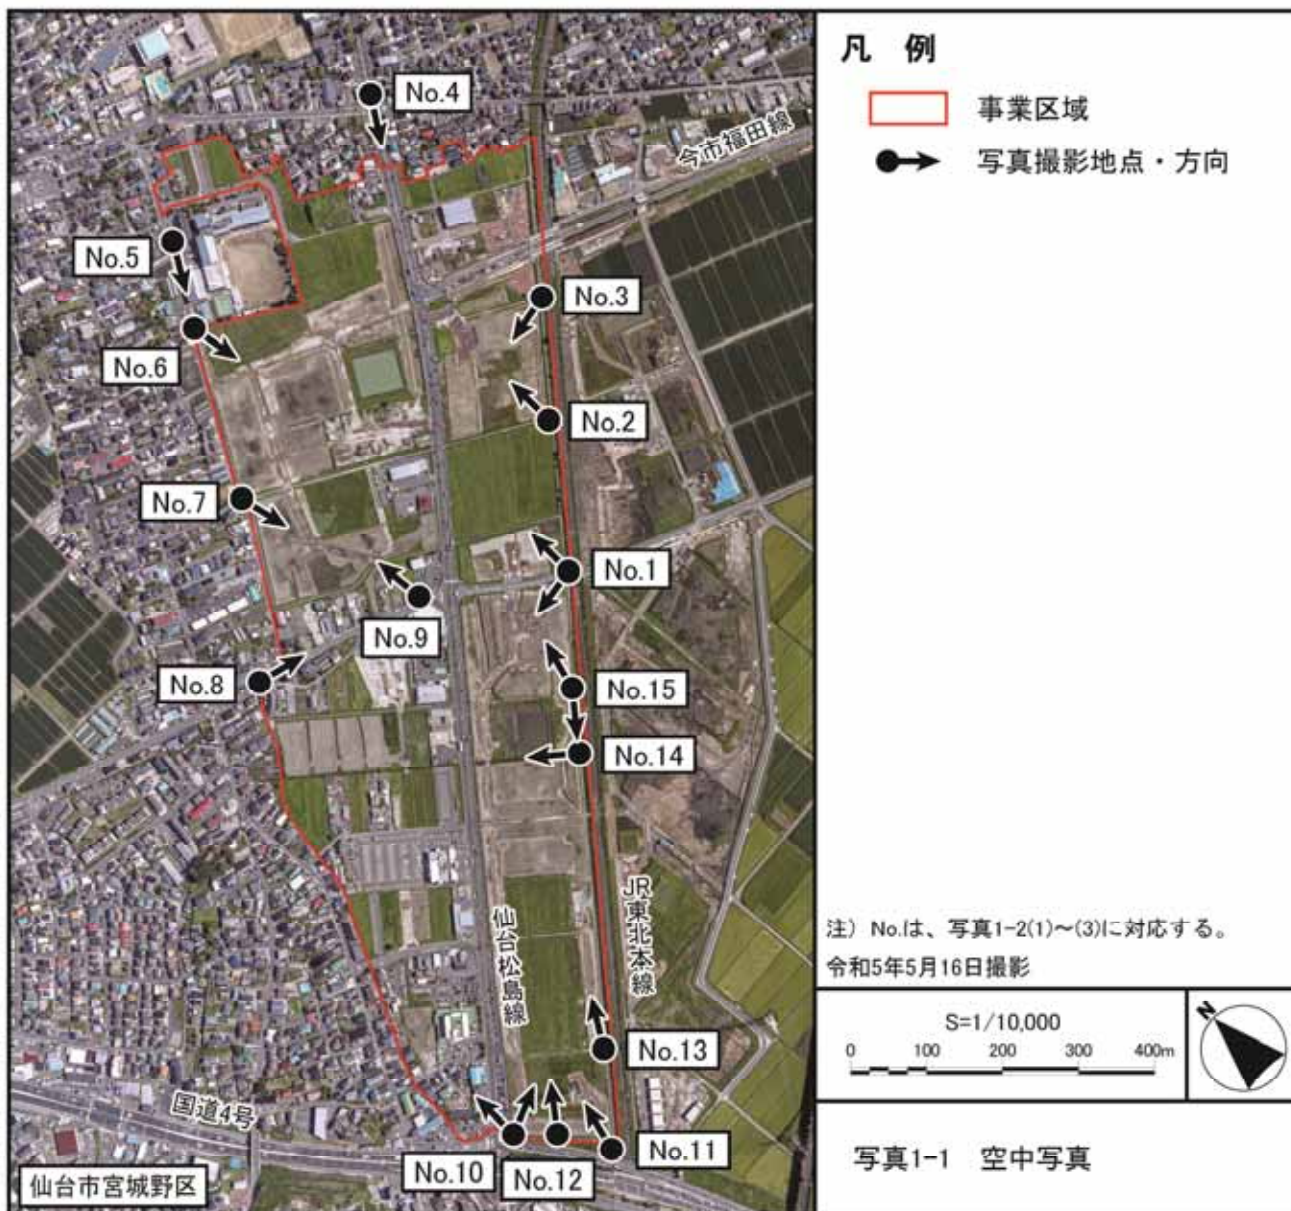 No.4
今市福田線
No.5
No.3
No.6
No.2
No.7
No.1
No.9
No.8
No.15
No.14
仙台松島線
JR東北本線
No.13
国道4号
No.10
No.12
No.11
仙台市宮城野区
凡 例
事業区域
写真撮影地点・方向
注) No.は、写真1-2(1)~(3)に対応する。
令和5年5月16日撮影
S=1/10,000
0 100 200 300 400m
N
写真1-1 空中写真